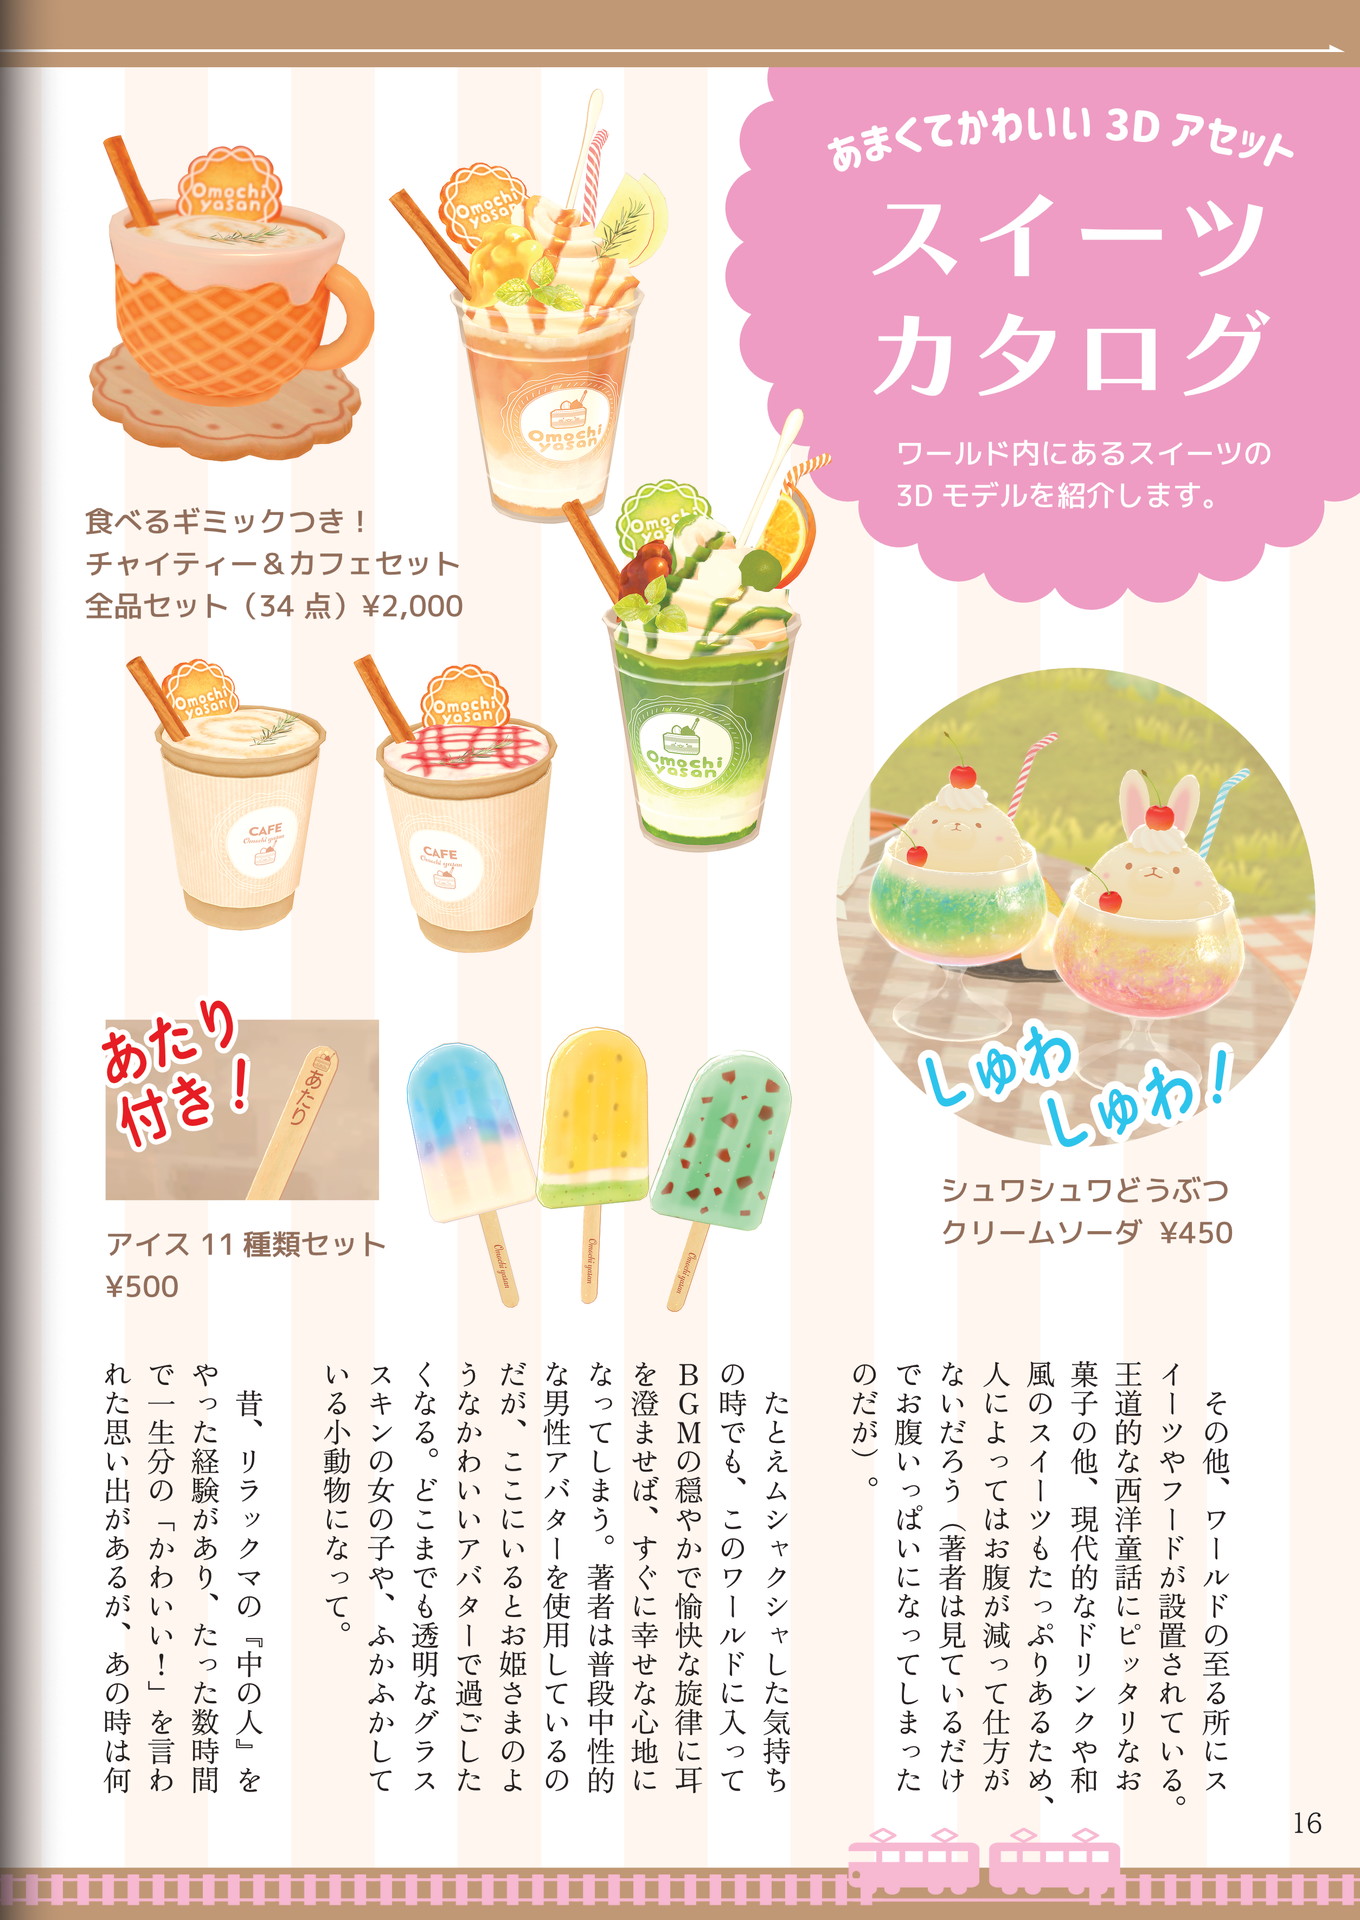 あまくてかわいい 3D アセット
スイーツ
カタログ
ワールド内にあるスイーツの
3D モデルを紹介します。
Omochi
yasan
Omochi
yasan
Omochi
yasan
食べるギミックつき！
チャイティー＆カフェセット
全品セット（34 点）¥2,000
Omochi
yasan
Omochi
yasan
Omochi
yasan
Omochi
yasan
CAFE
Omochi yasan
CAFE
Omochi yasan
しゅわ
しゅわ！
シュワシュワどうぶつ
クリームソーダ ¥450
あたり
付き！
あたり
アイス 11 種類セット
¥500
Omochi yasan
Omochi yasan
Omochi yasan
その他、ワールドの至る所にス
イーツやフードが設置されている。
王道的な西洋童話にピッタリなお
菓子の他、現代的なドリンクや和
風のスイーツもたっぷりあるため、
人によってはお腹が減って仕方が
ないだろう（著者は見ているだけ
でお腹いっぱいになってしまった
のだが）。
たとえムシャクシャした気持ち
の時でも、このワールドに入って
BGMの穏やかで愉快な旋律に耳
を澄ませば、すぐに幸せな心地に
なってしまう。著者は普段中性的
な男性アバターを使用しているの
だが、ここにいるとお姫さまのよ
うなかわいいアバターで過ごした
くなる。どこまでも透明なグラス
スキンの女の子や、ふかふかして
いる小動物になって。
昔、リラックマの『中の人』を
やった経験があり、たった数時間
で一生分の「かわいい！」を言わ
れた思い出があるが、あの時は何
16